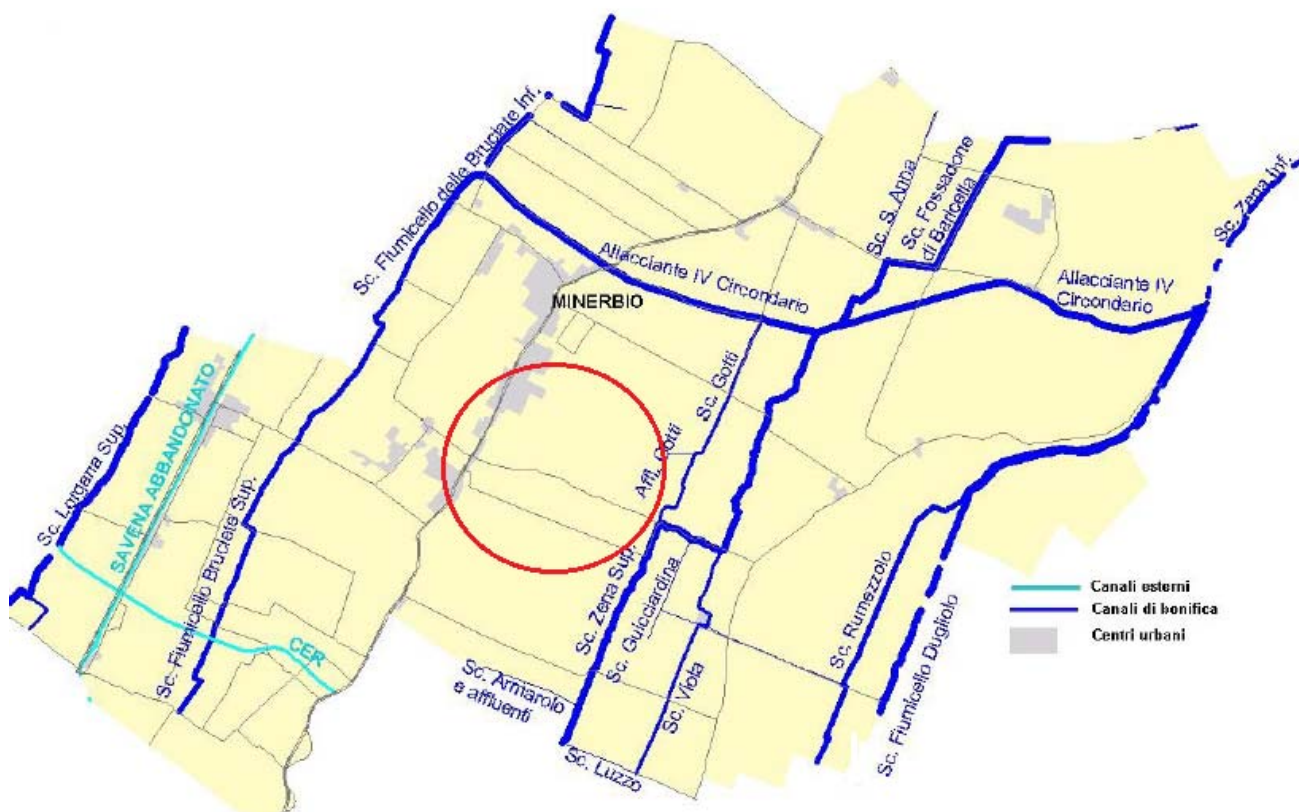 Sc. Fiumicello delle Bruciate Inf.
Sc. S. Anna
Sc. Fossadone
di Baricella
Sc. Zena Inf.
Allacciante IV Circondario
Allacciante IV
Circondario
MINERBIO
Sc. Gotti
Affl. Gotti
Sc. Lorgana Sup.
SAVENA ABBANDONATO
Sc. Fiumicello Bruciate Sup.
CER
Sc. Zena Sup.
Sc. Guicciardina
Sc. Viola
Sc. Armarolo
e affluenti
Sc. Luzzo
Sc. Rumezzolo
Sc. Fiumicello Dugliolo
Canali esterni
Canali di bonifica
Centri urbani